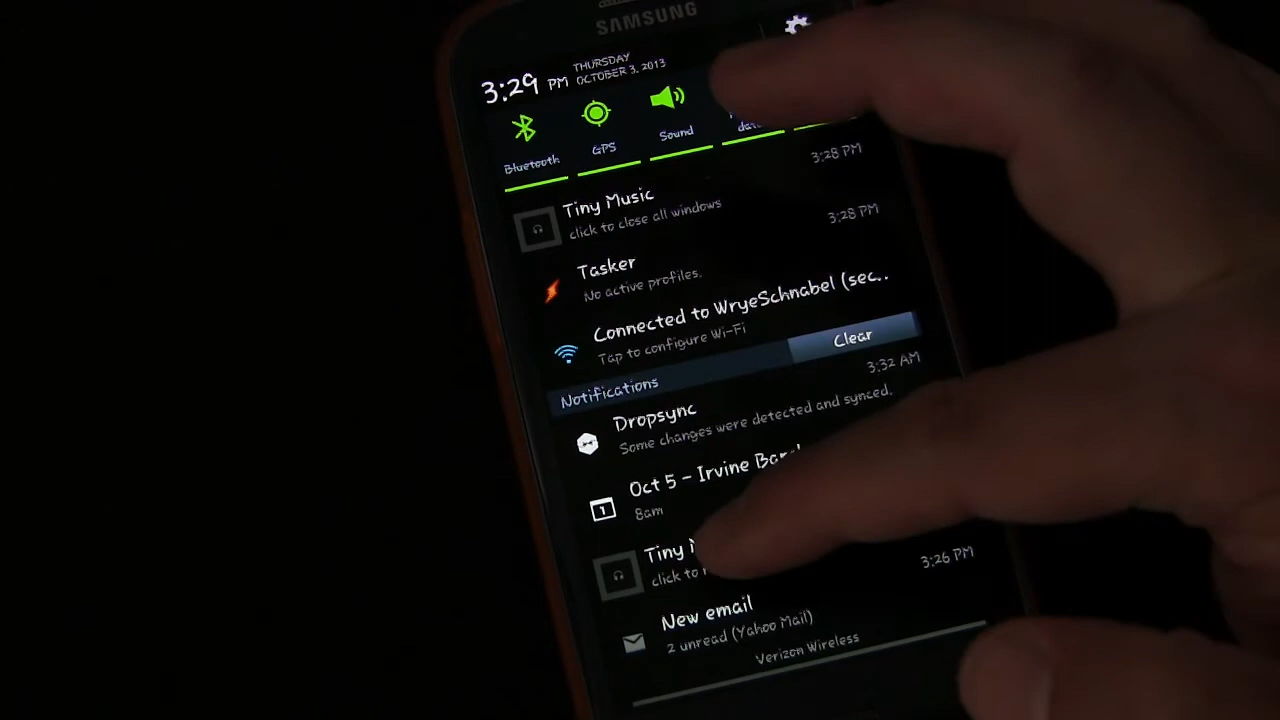 SAMSUNG
3:29 PM
THURSDAY
OCTOBER 3, 2013
Bluetooth
GPS
Sound
3:28 PM
Tiny Music
click to close all windows
3:28 PM
Tasker
No active profiles.
Connected to WryeSchnabel (sec..
Tap to configure Wi-Fi
Clear
Notifications
3:32 AM
Dropsync
Some changes were detected and synced.
Oct 5 - Irvine
1
8am
Tiny
click to
3:26 PM
New email
2 unread (Yahoo Mail)
Verizon Wireless